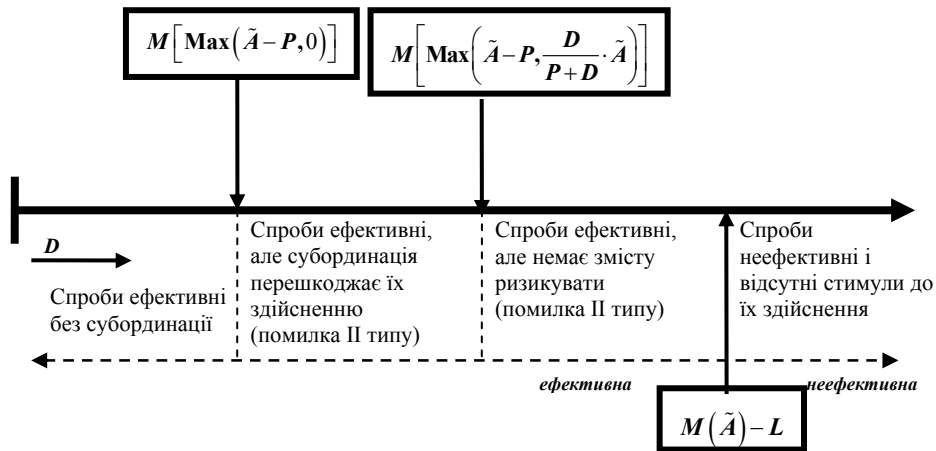 M[Max(Ã−P,0)]
M[Max(Ã−P, D/(P+D)·Ã)]
D
Спроби ефективні
без субординації
Спроби ефективні,
але субординація
перешкоджає їх
здійсненню
(помилка II типу)
Спроби ефективні,
але немає змісту
ризикувати
(помилка II типу)
Спроби
неефективні і
відсутні стимули до
їх здійснення
ефективна
неефективна
M(Ã)−L